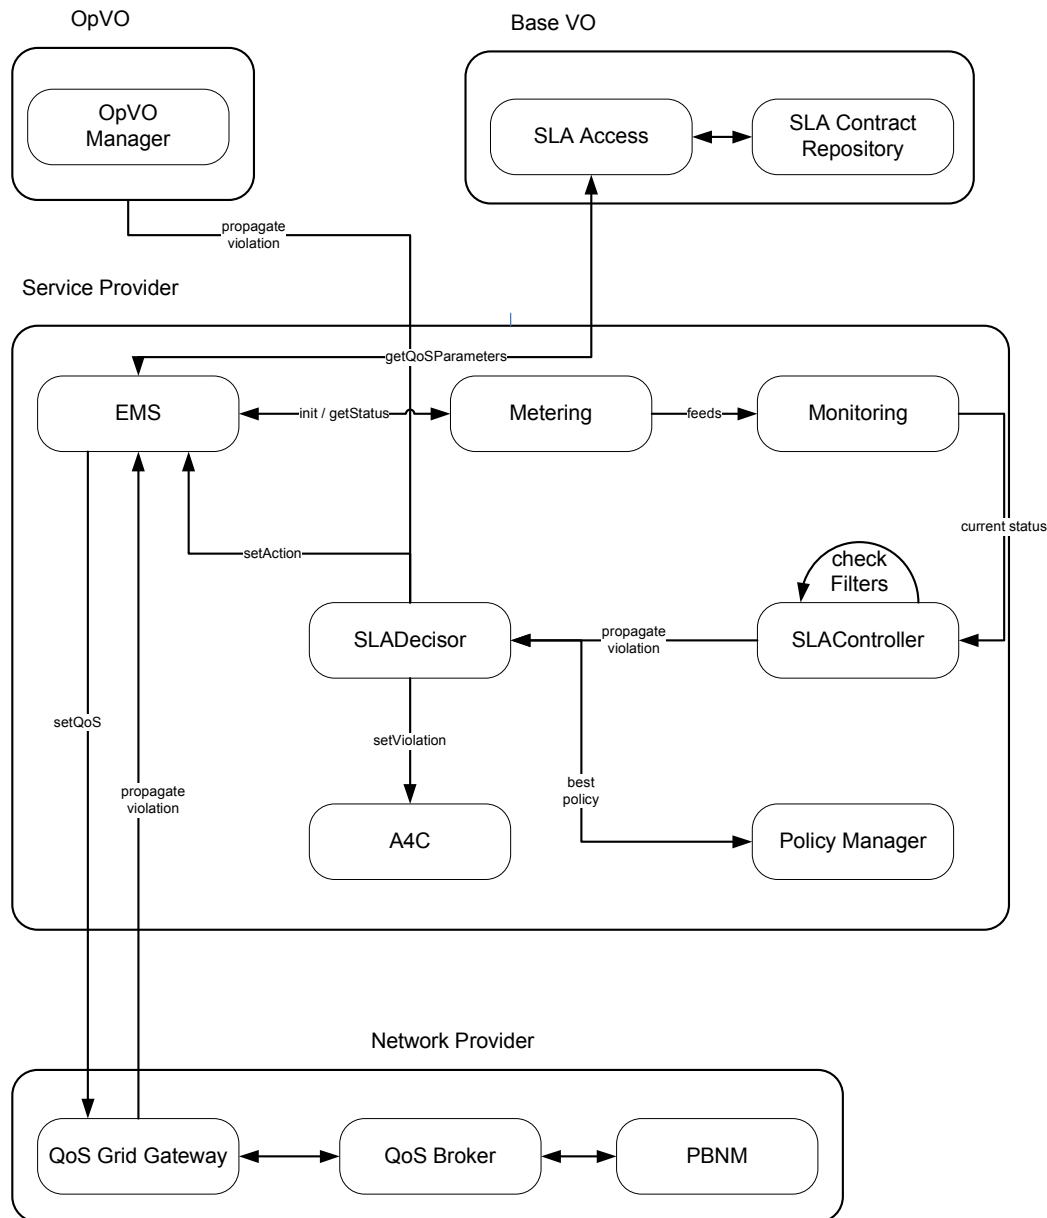 OpVO
Base VO
OpVO
Manager
SLA Access
SLA Contract
Repository
propagate
violation
Service Provider
getQoSParameters
EMS
init / getStatus
Metering
feeds
Monitoring
current status
setAction
check
Filters
SLADecisor
propagate
violation
SLAController
setQoS
setViolation
propagate
violation
best
policy
A4C
Policy Manager
Network Provider
QoS Grid Gateway
QoS Broker
PBNM